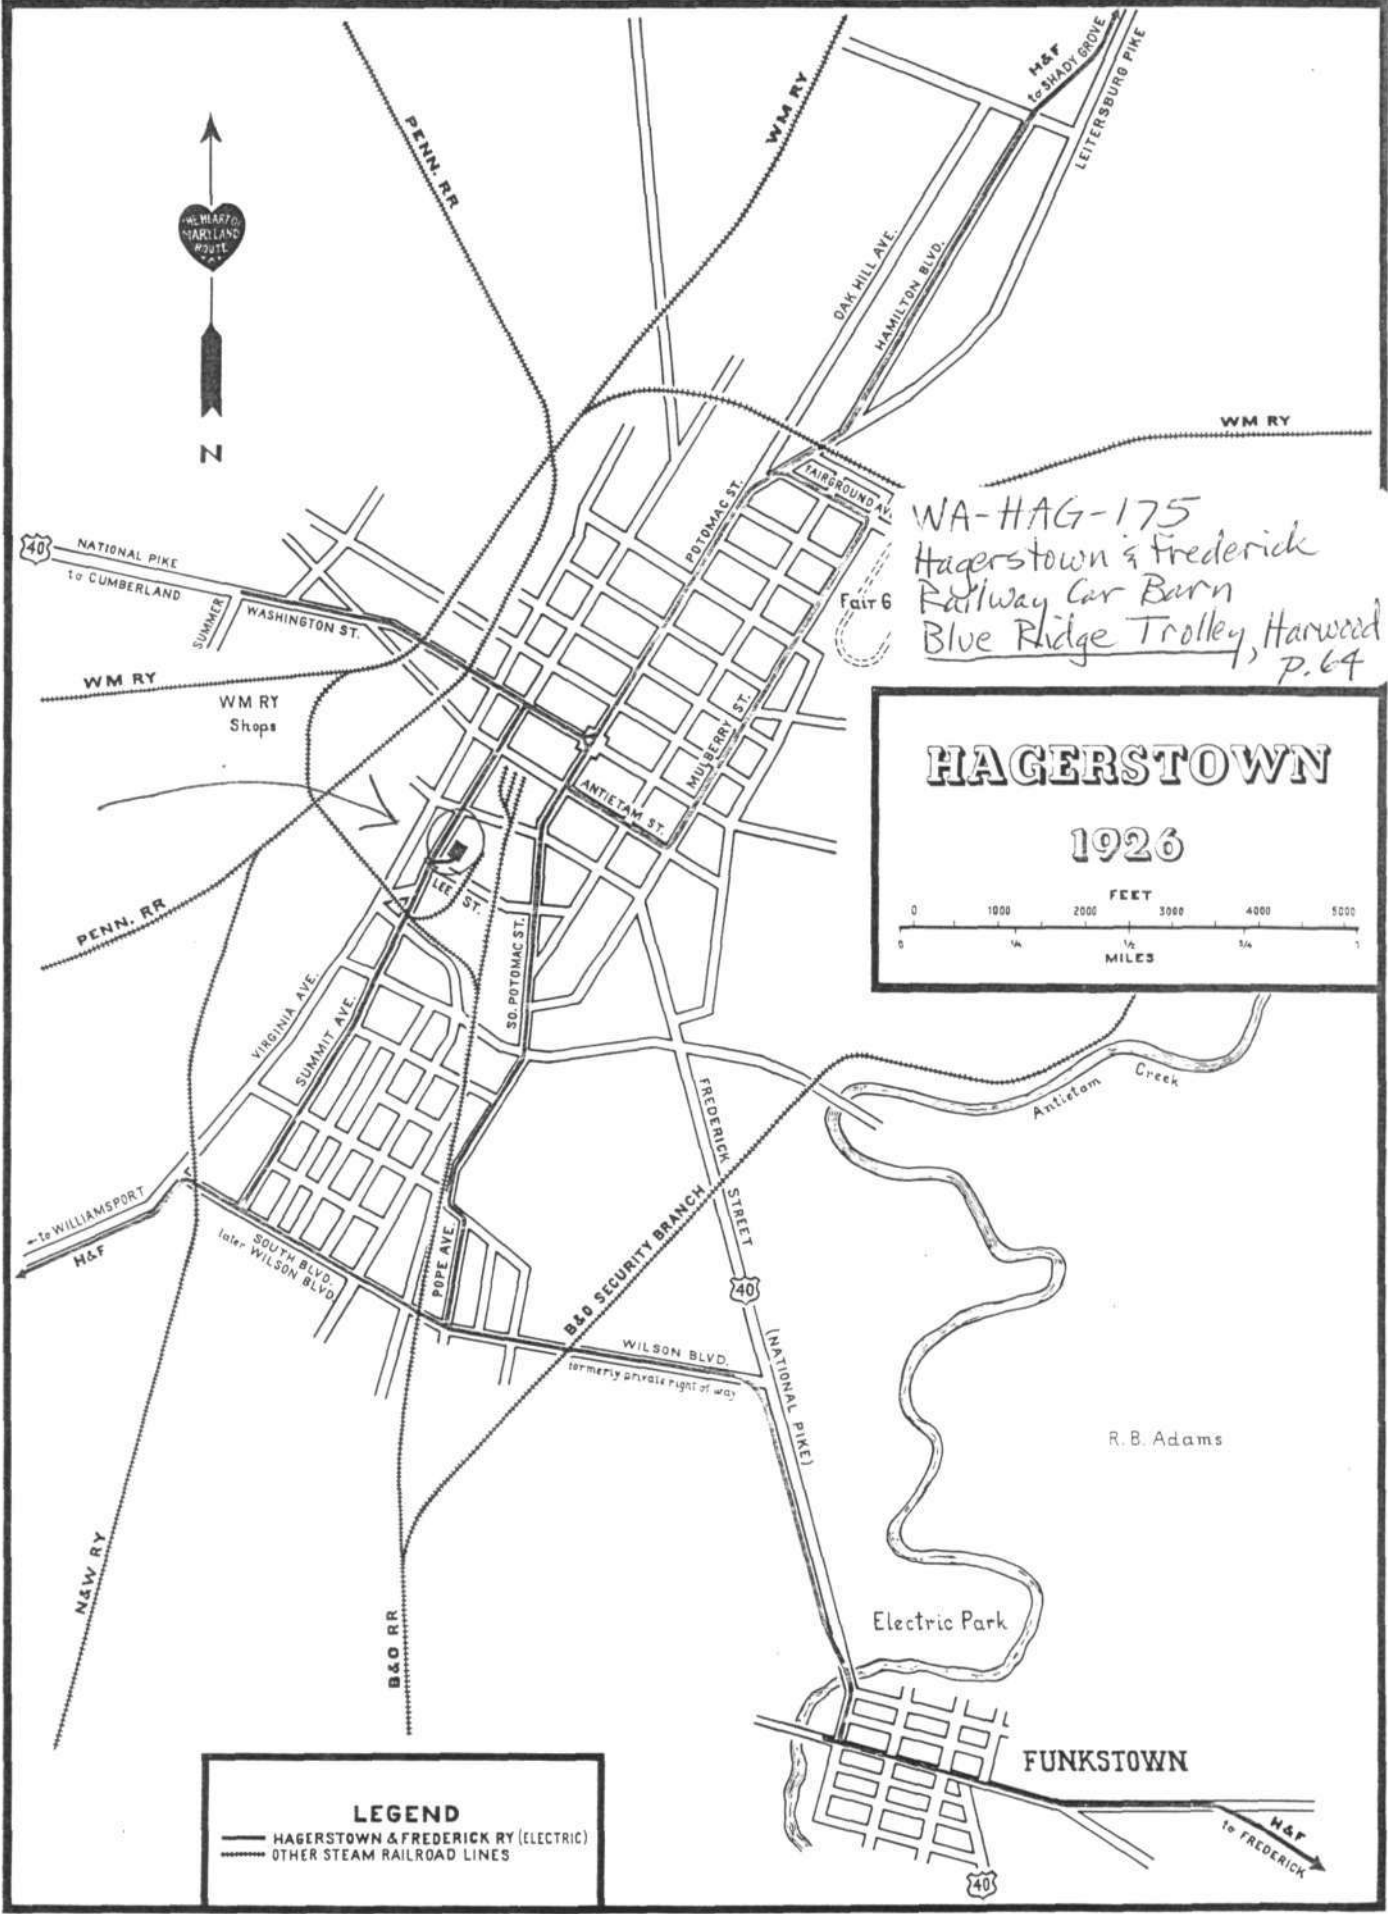 H&F
to SHADY GROVE
LEITERSBURG PIKE
WM RY
PENN. RR
THE HEART OF
MARYLAND
ROUTE
N
OAK HILL AVE.
HAMILTON BLVD.
WM RY
FAIRGROUND AV
POTOMAC ST.
WA-HAG-175
Hagerstown & Frederick
Railway Car Barn
Blue Ridge Trolley, Harwood
p.64
Fair G
40
NATIONAL PIKE
to CUMBERLAND
SUMMER
WASHINGTON ST.
WM RY
WM RY
Shops
MULBERRY ST.
ANTIETAM ST.
HAGERSTOWN
1926
FEET
0 1000 2000 3000 4000 5000
0 1/4 1/2 3/4 1
MILES
LEE ST.
PENN. RR
SO. POTOMAC ST.
VIRGINIA AVE.
SUMMIT AVE.
Antietam Creek
FREDERICK STREET
to WILLIAMSPORT
H&F
SOUTH BLVD.
later WILSON BLVD.
POPE AVE.
B&O SECURITY BRANCH
40
WILSON BLVD.
formerly private right of way
(NATIONAL PIKE)
R.B. Adams
N&W RY
B&O RR
Electric Park
FUNKSTOWN
H&F
to FREDERICK
40
LEGEND
HAGERSTOWN & FREDERICK RY (ELECTRIC)
OTHER STEAM RAILROAD LINES